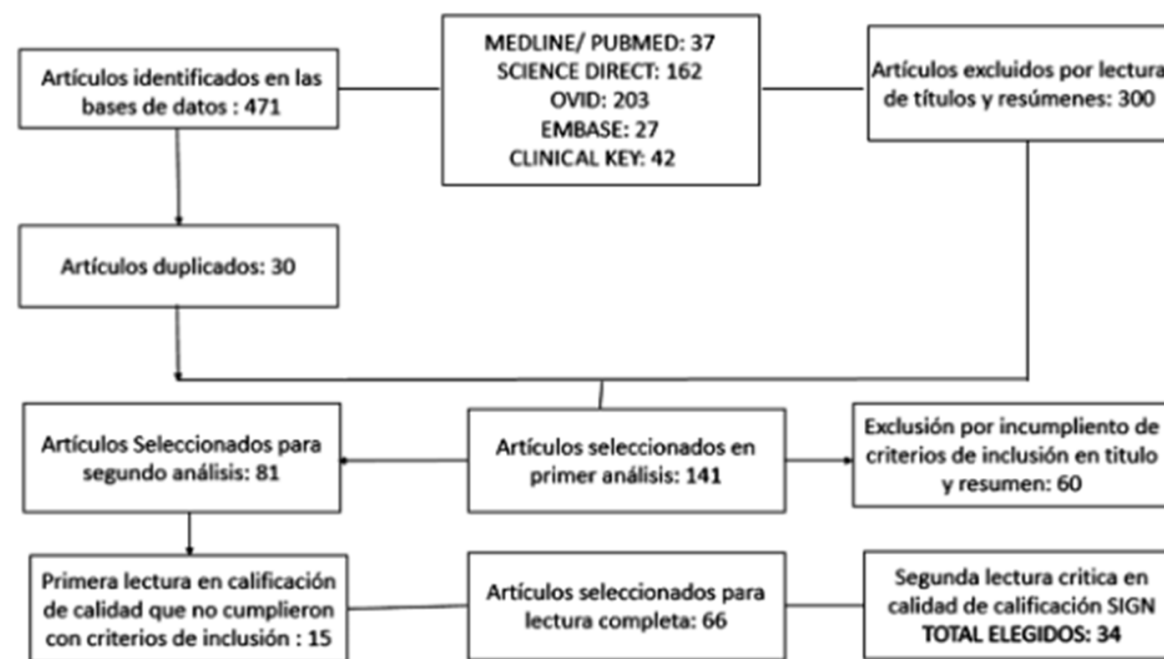 Artículos identificados en las
bases de datos : 471
MEDLINE/ PUBMED: 37
SCIENCE DIRECT: 162
OVID: 203
EMBASE: 27
CLINICAL KEY: 42
Artículos excluidos por lectura
de títulos y resúmenes: 300
Artículos duplicados: 30
Artículos Seleccionados para
segundo análisis: 81
Artículos seleccionados en
primer análisis: 141
Exclusión por incumpliento de
criterios de inclusión en titulo
y resumen: 60
Primera lectura en calificación
de calidad que no cumplieron
con criterios de inclusión : 15
Artículos seleccionados para
lectura completa: 66
Segunda lectura critica en
calidad de calificación SIGN
TOTAL ELEGIDOS: 34